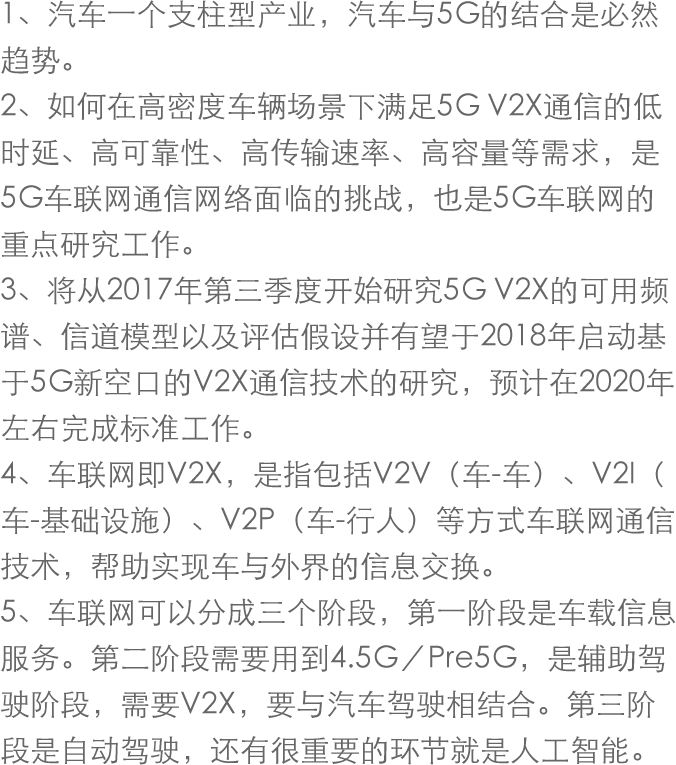 1、汽车一个支柱型产业，汽车与5G的结合是必然
趋势。
2、如何在高密度车辆场景下满足5G V2X通信的低
时延、高可靠性、高传输速率、高容量等需求，是
5G车联网通信网络面临的挑战，也是5G车联网的
重点研究工作。
3、将从2017年第三季度开始研究5G V2X的可用频
谱、信道模型以及评估假设并有望于2018年启动基
于5G新空口的V2X通信技术的研究，预计在2020年
左右完成标准工作。
4、车联网即V2X，是指包括V2V（车-车）、V2I（
车-基础设施）、V2P（车-行人）等方式车联网通信
技术，帮助实现车与外界的信息交换。
5、车联网可以分成三个阶段，第一阶段是车载信息
服务。第二阶段需要用到4.5G／Pre5G，是辅助驾
驶阶段，需要V2X，要与汽车驾驶相结合。第三阶
段是自动驾驶，还有很重要的环节就是人工智能。